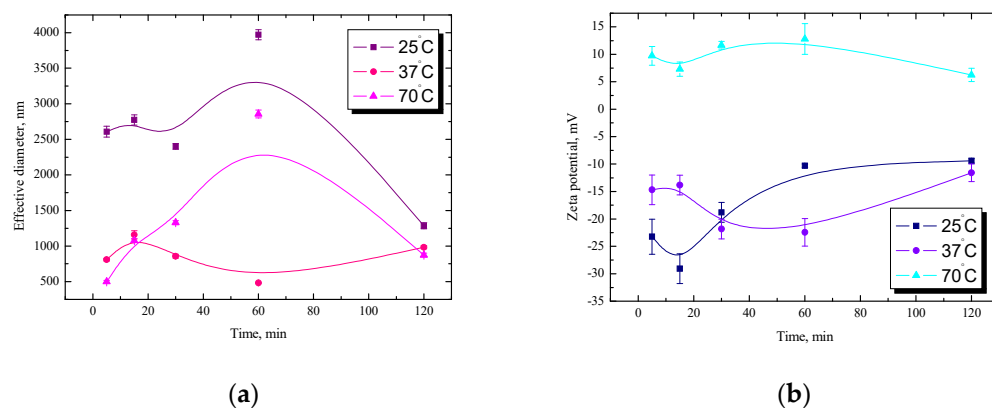 4000
3500
3000
2500
2000
1500
1000
500
0 20 40 60 80 100 120
Effective diameter, nm
Time, min
25°C
37°C
70°C
(a)
15
10
5
0
-5
-10
-15
-20
-25
-30
-35
0 20 40 60 80 100 120
Zeta potential, mV
Time, min
25°C
37°C
70°C
(b)